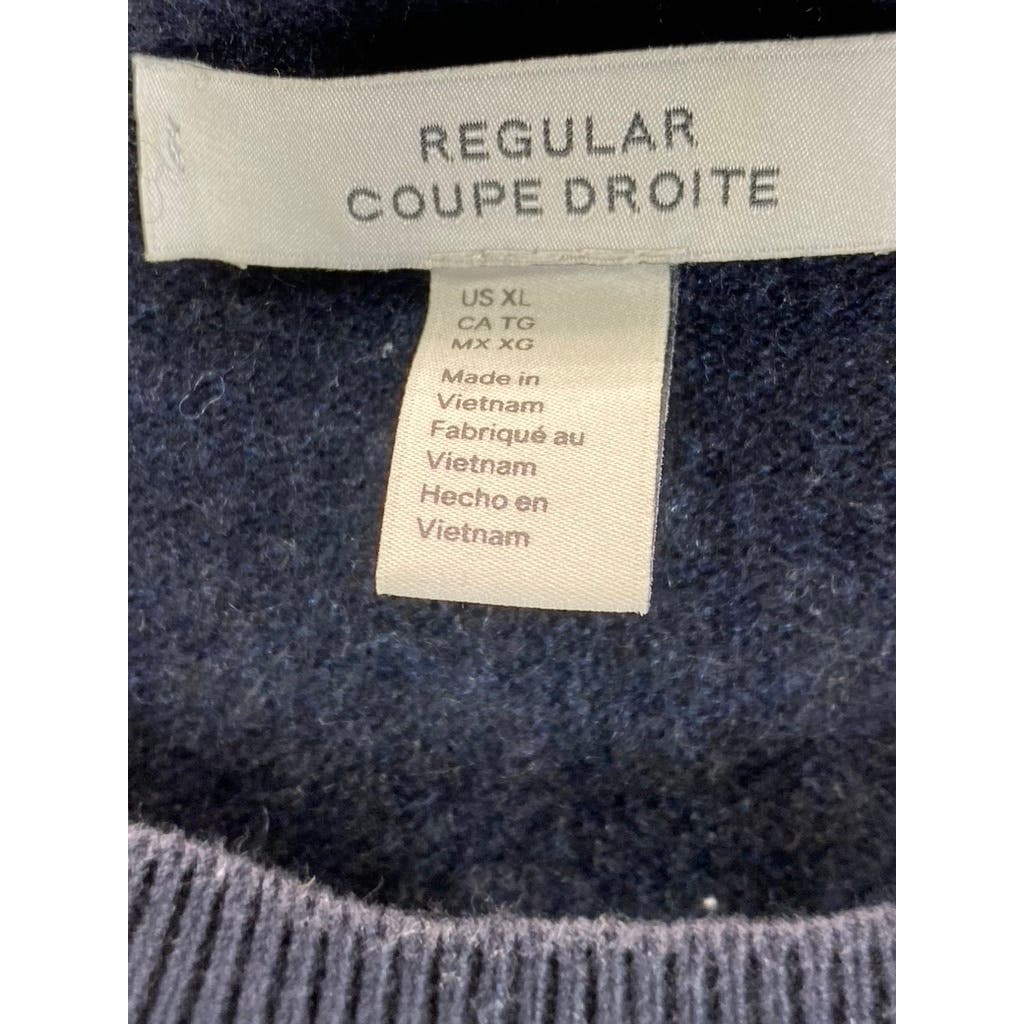 REGULAR
COUPE DROITE
US XL
CA TG
MX XG
Made in
Vietnam
Fabriqué au
Vietnam
Hecho en
Vietnam